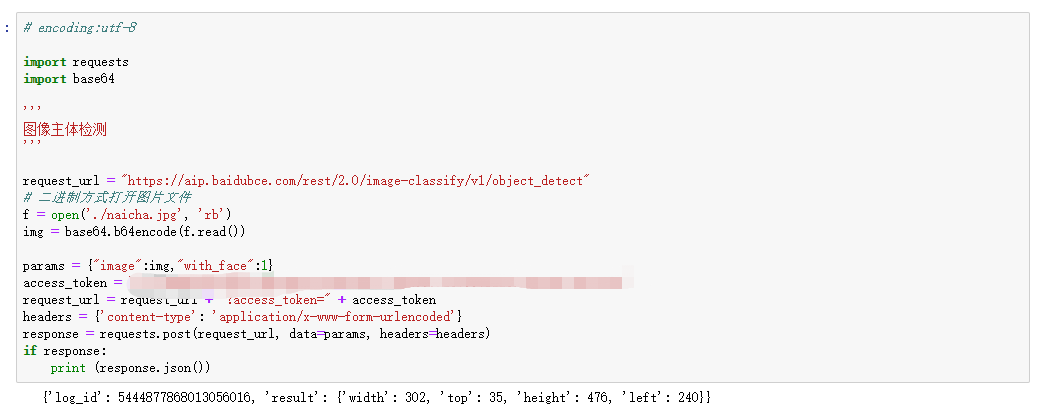 :
# encoding:utf-8
import requests
import base64
'''
图像主体检测
'''
request_url = "https://aip.baidubce.com/rest/2.0/image-classify/v1/object_detect"
# 二进制方式打开图片文件
f = open('./naicha.jpg', 'rb')
img = base64.b64encode(f.read())
params = {"image":img,"with_face":1}
access_token =
request_url = request_url + "?access_token=" + access_token
headers = {'content-type': 'application/x-www-form-urlencoded'}
response = requests.post(request_url, data=params, headers=headers)
if response:
    print (response.json())
{'log_id': 5444877868013056016, 'result': {'width': 302, 'top': 35, 'height': 476, 'left': 240}}